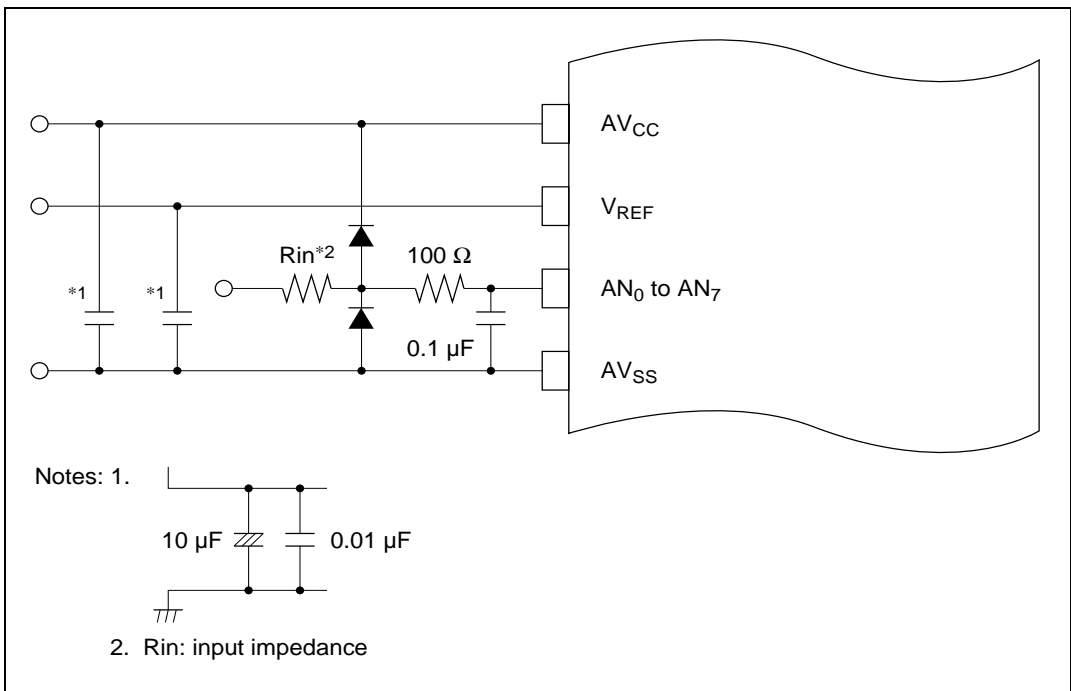 AVCC
VREF
Rin*2
100 Ω
*1
*1
AN0 to AN7
0.1 µF
AVSS
Notes: 1.
10 µF
0.01 µF
2. Rin: input impedance